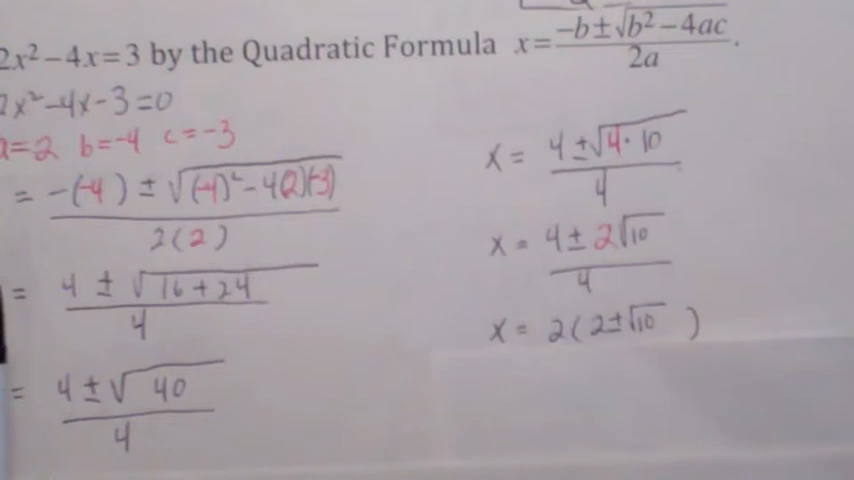 2x²−4x=3 by the Quadratic Formula x=(−b±√(b²−4ac))/(2a).
2x²−4x−3=0
a=2 b=−4 c=−3
= (−(−4) ± √((−4)²−4(2)(−3)))/(2(2))
= (4 ± √(16+24))/4
= (4±√40)/4
x = (4±√(4·10))/4
x = (4±2√10)/4
x = 2(2±√10 )